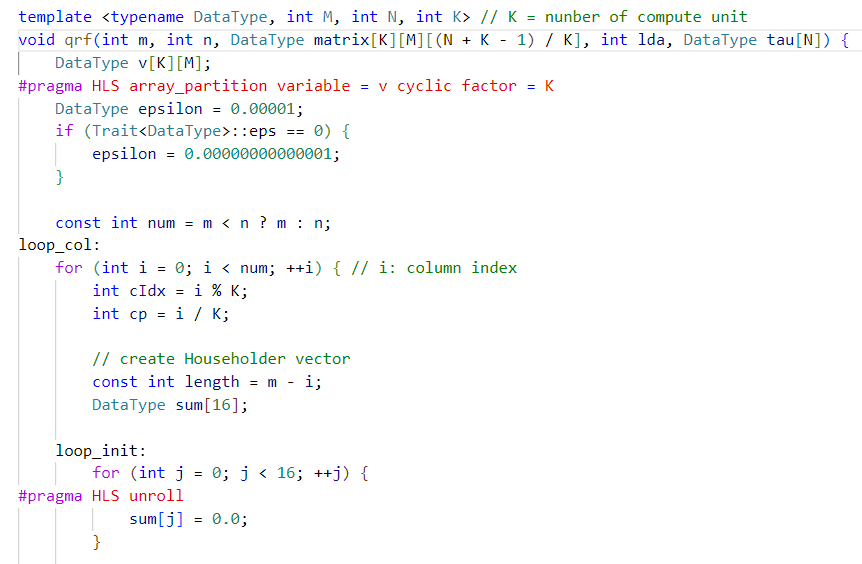 template <typename DataType, int M, int N, int K> // K = nunber of compute unit
void qrf(int m, int n, DataType matrix[K][M][(N + K - 1) / K], int lda, DataType tau[N]) {
    DataType v[K][M];
#pragma HLS array_partition variable = v cyclic factor = K
    DataType epsilon = 0.00001;
    if (Trait<DataType>::eps == 0) {
        epsilon = 0.00000000000001;
    }

    const int num = m < n ? m : n;
loop_col:
    for (int i = 0; i < num; ++i) { // i: column index
        int cIdx = i % K;
        int cp = i / K;

        // create Householder vector
        const int length = m - i;
        DataType sum[16];

    loop_init:
        for (int j = 0; j < 16; ++j) {
#pragma HLS unroll
            sum[j] = 0.0;
        }